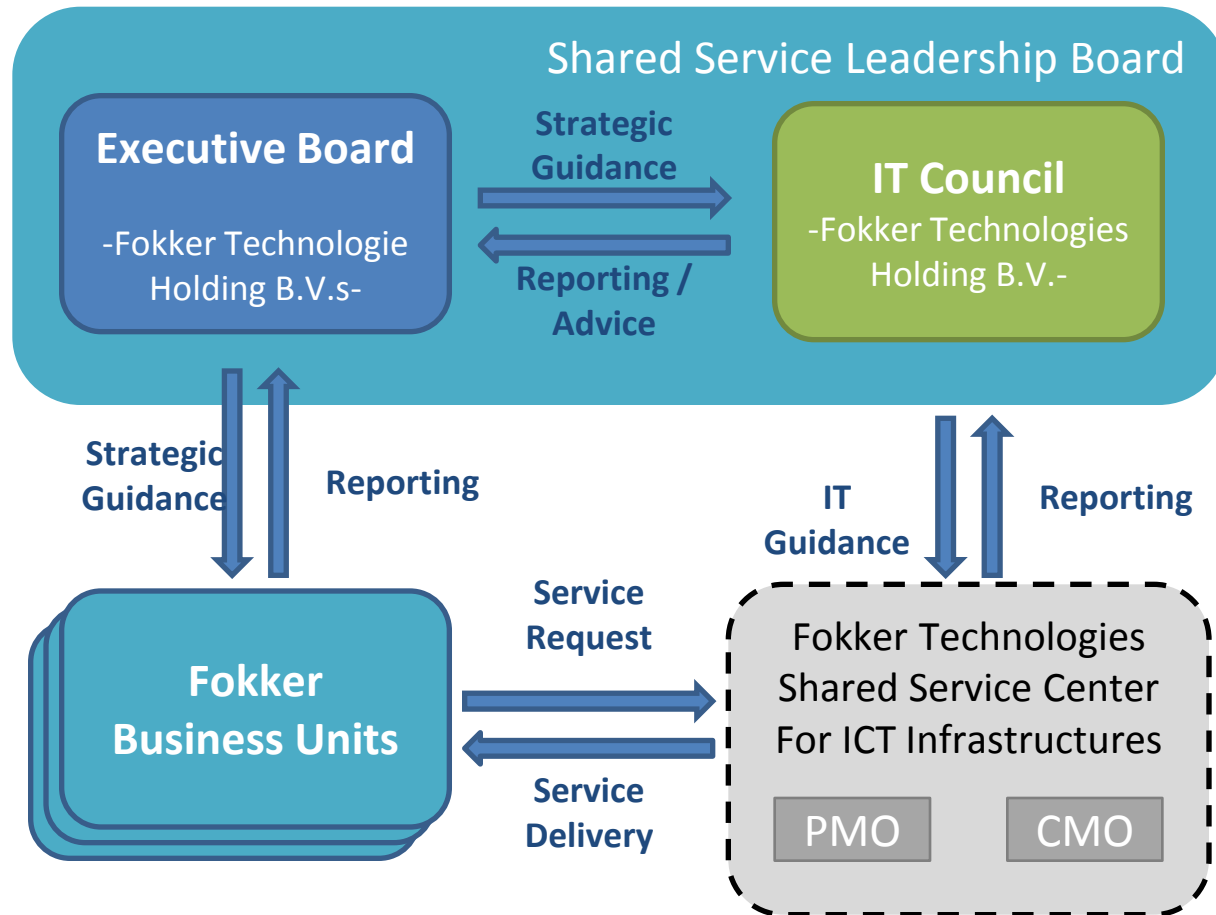 Shared Service Leadership Board
Executive Board
-Fokker Technologie
Holding B.V.s-
Strategic
Guidance
Reporting /
Advice
IT Council
-Fokker Technologies
Holding B.V.-
Strategic
Guidance
Reporting
IT
Guidance
Reporting
Fokker
Business Units
Service
Request
Service
Delivery
Fokker Technologies
Shared Service Center
For ICT Infrastructures
PMO
CMO